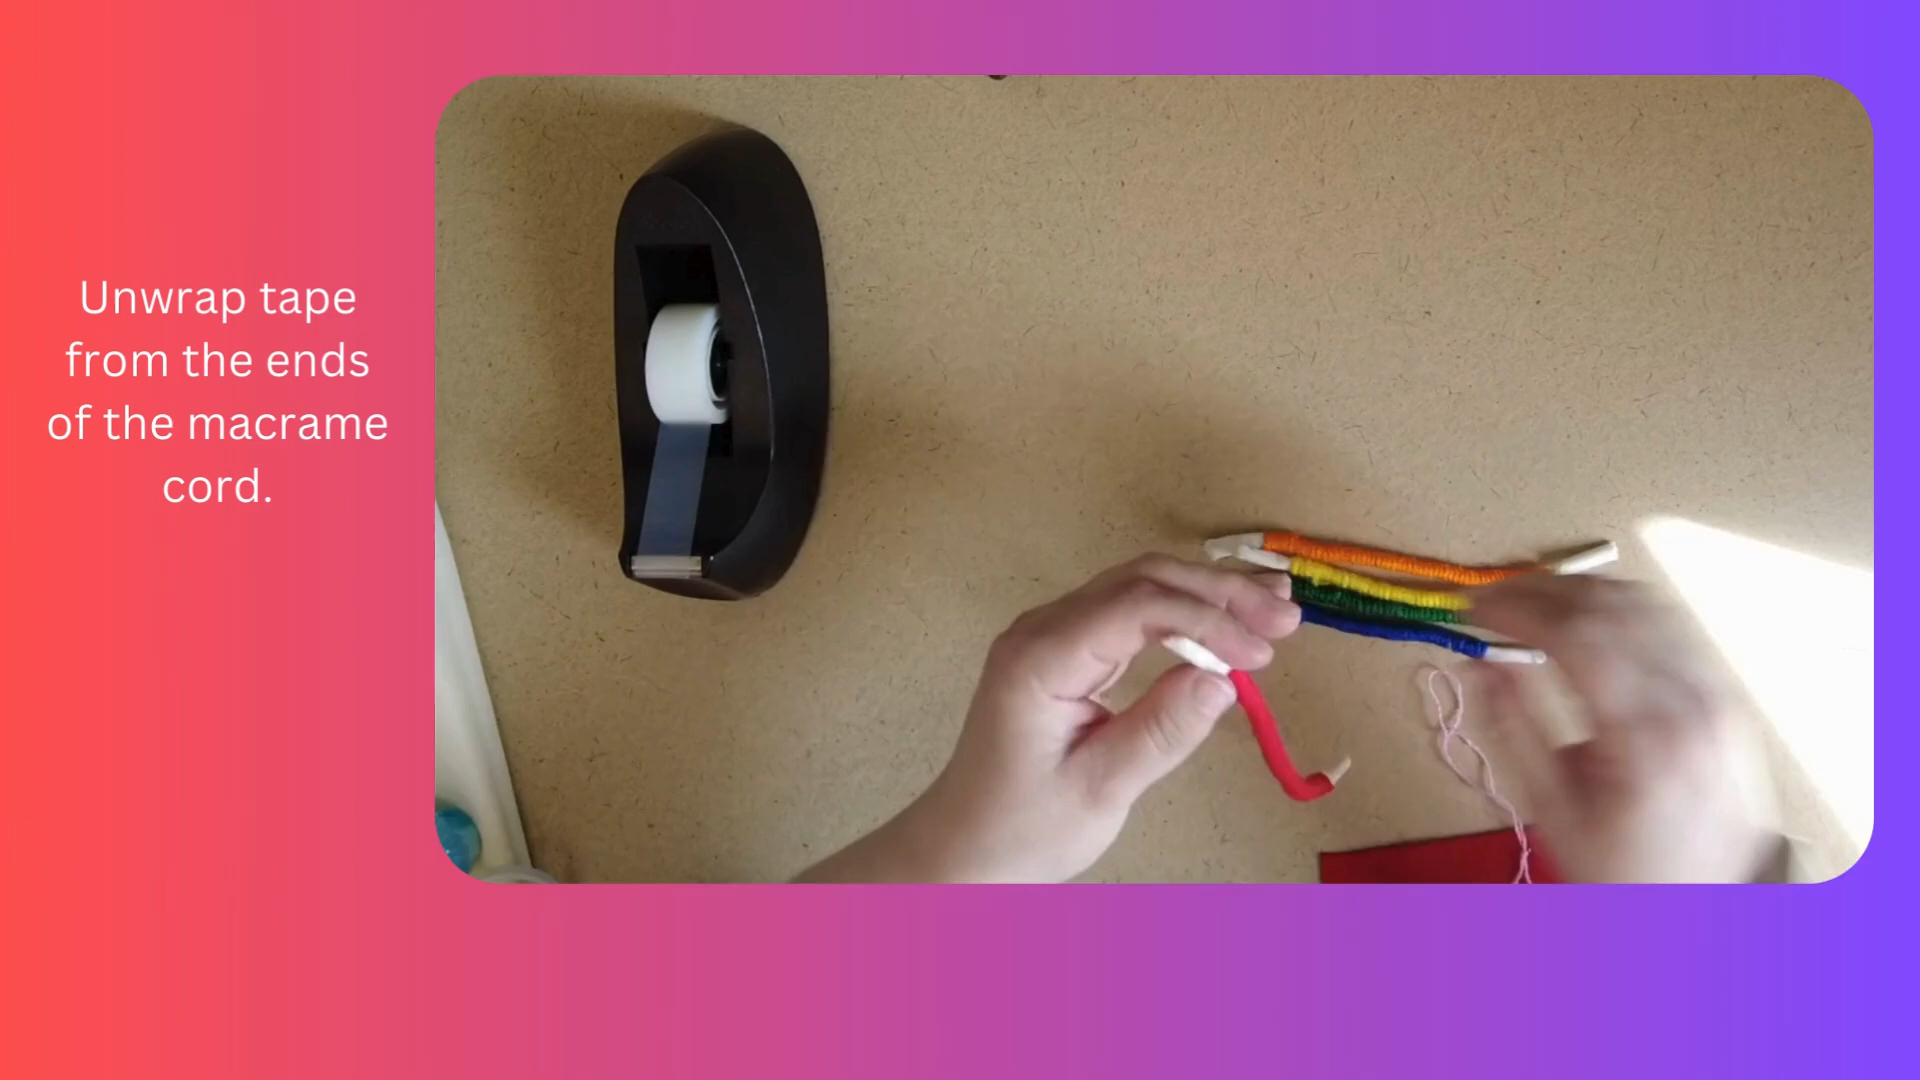 Unwrap tape
from the ends
of the macrame
cord.